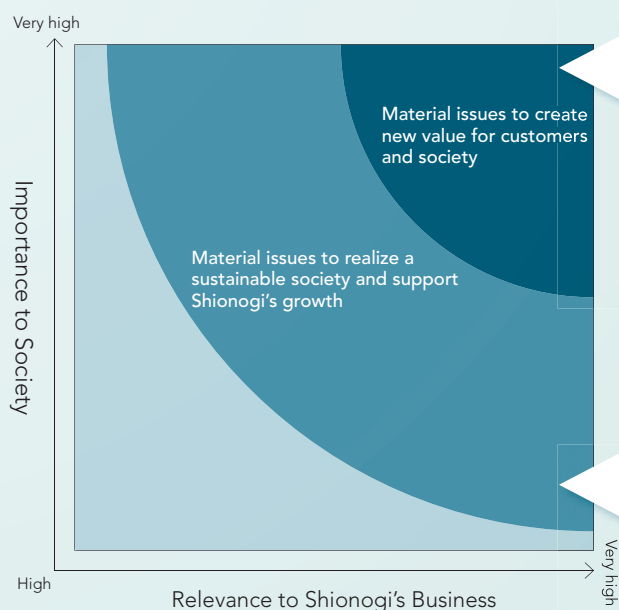 Very high
Material issues to create
new value for customers
and society
Importance to Society
Material issues to realize a
sustainable society and support
Shionogi's growth
Very high
High
Relevance to Shionogi's Business